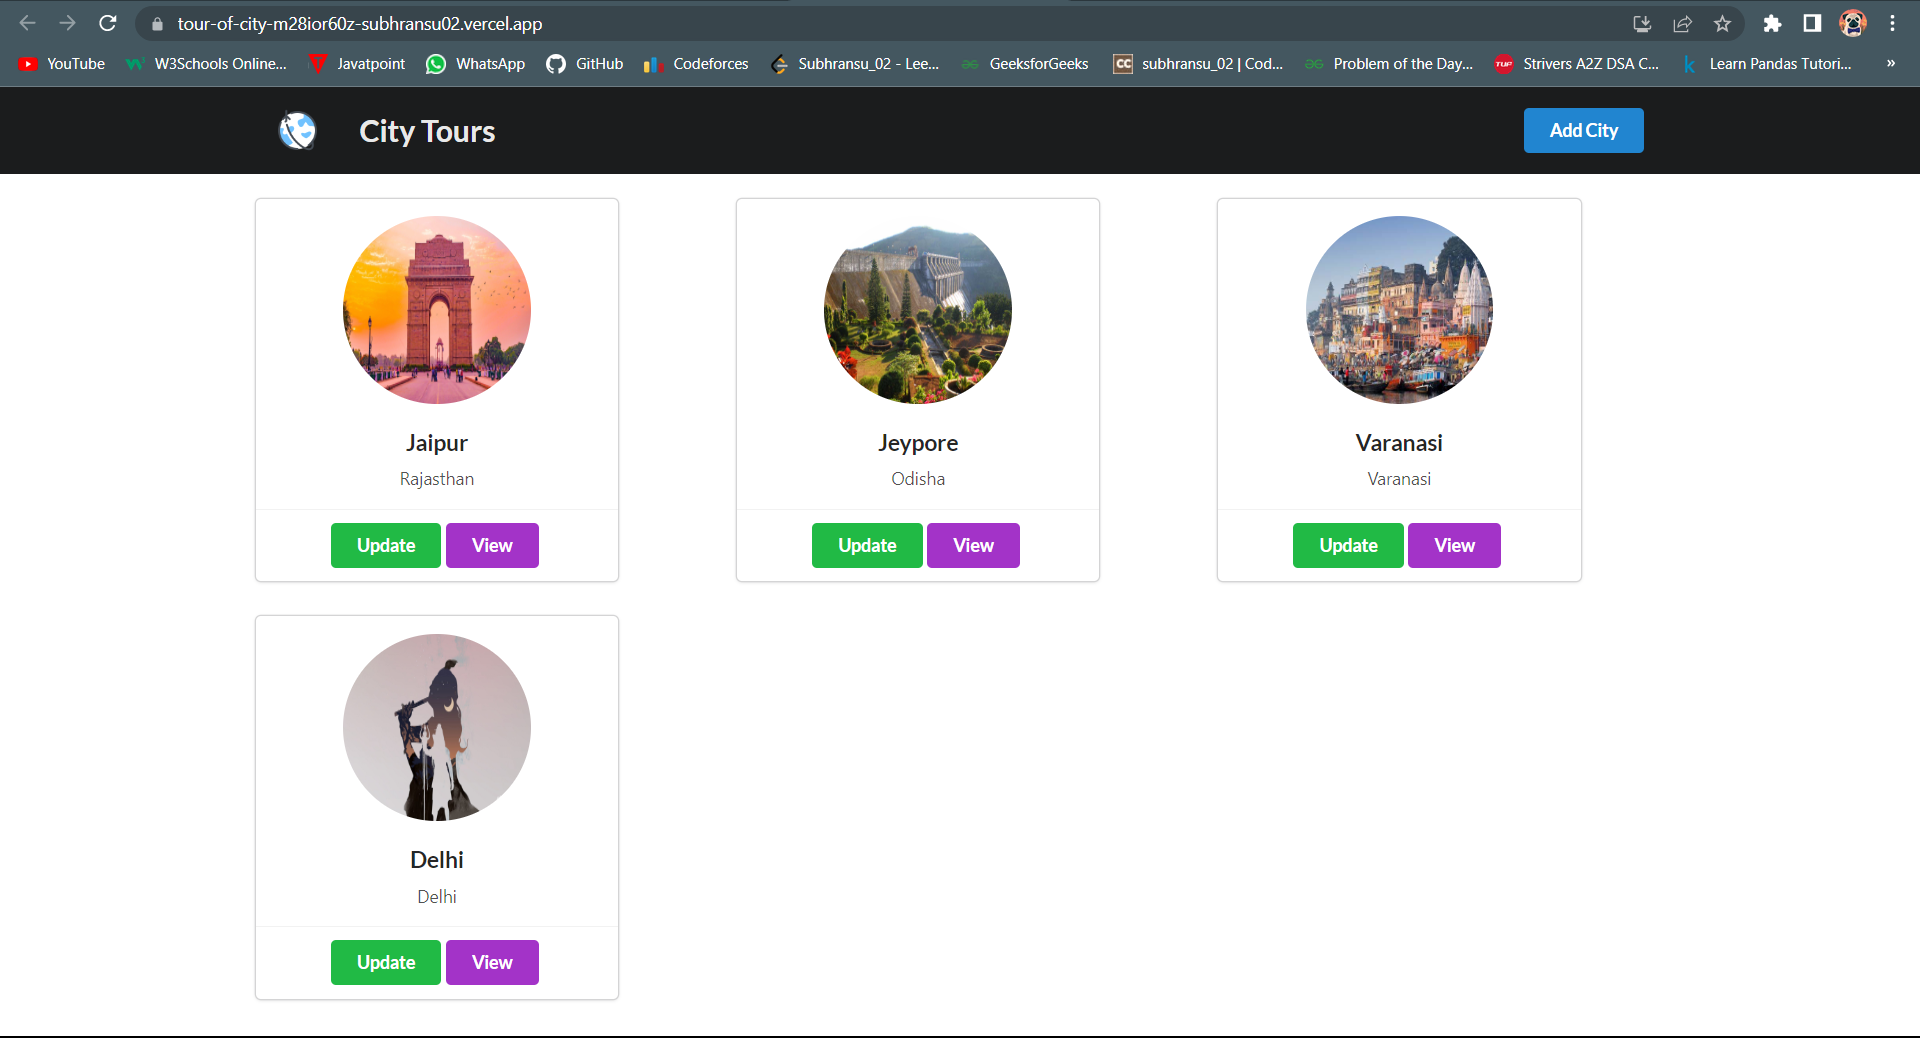 tour-of-city-m28ior60z-subhransu02.vercel.app
YouTube W3Schools Online... Javatpoint WhatsApp GitHub Codeforces Subhransu_02 - Lee... GeeksforGeeks CC subhransu_02 | Cod... Problem of the Day... TUF Strivers A2Z DSA C... k Learn Pandas Tutori... »
City Tours Add City
Jaipur Jeypore Varanasi
Rajasthan Odisha Varanasi
Update View Update View Update View
Delhi
Delhi
Update View